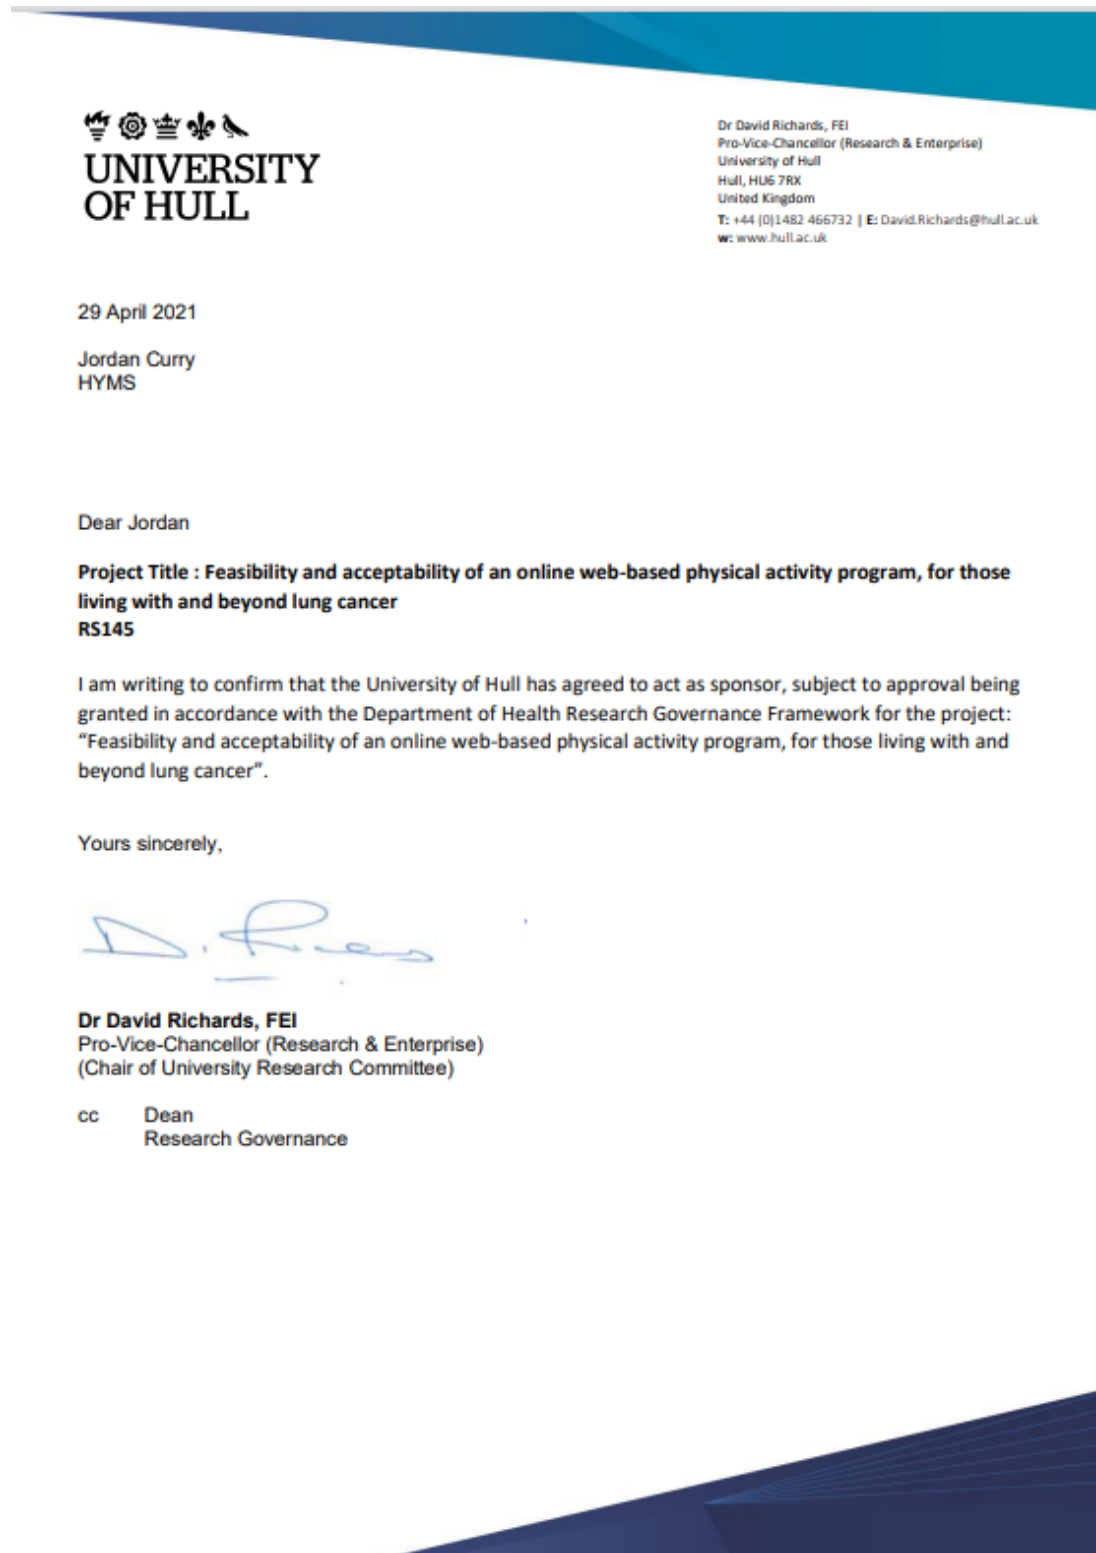 UNIVERSITY
OF HULL
Dr David Richards, FEI
Pro-Vice-Chancellor (Research & Enterprise)
University of Hull
Hull, HU6 7RX
United Kingdom
T: +44 (0)1482 466732 | E: David.Richards@hull.ac.uk
w: www.hull.ac.uk
29 April 2021
Jordan Curry
HYMS
Dear Jordan
Project Title : Feasibility and acceptability of an online web-based physical activity program, for those
living with and beyond lung cancer
RS145
I am writing to confirm that the University of Hull has agreed to act as sponsor, subject to approval being
granted in accordance with the Department of Health Research Governance Framework for the project:
“Feasibility and acceptability of an online web-based physical activity program, for those living with and
beyond lung cancer”.
Yours sincerely,
Dr David Richards, FEI
Pro-Vice-Chancellor (Research & Enterprise)
(Chair of University Research Committee)
cc Dean
Research Governance